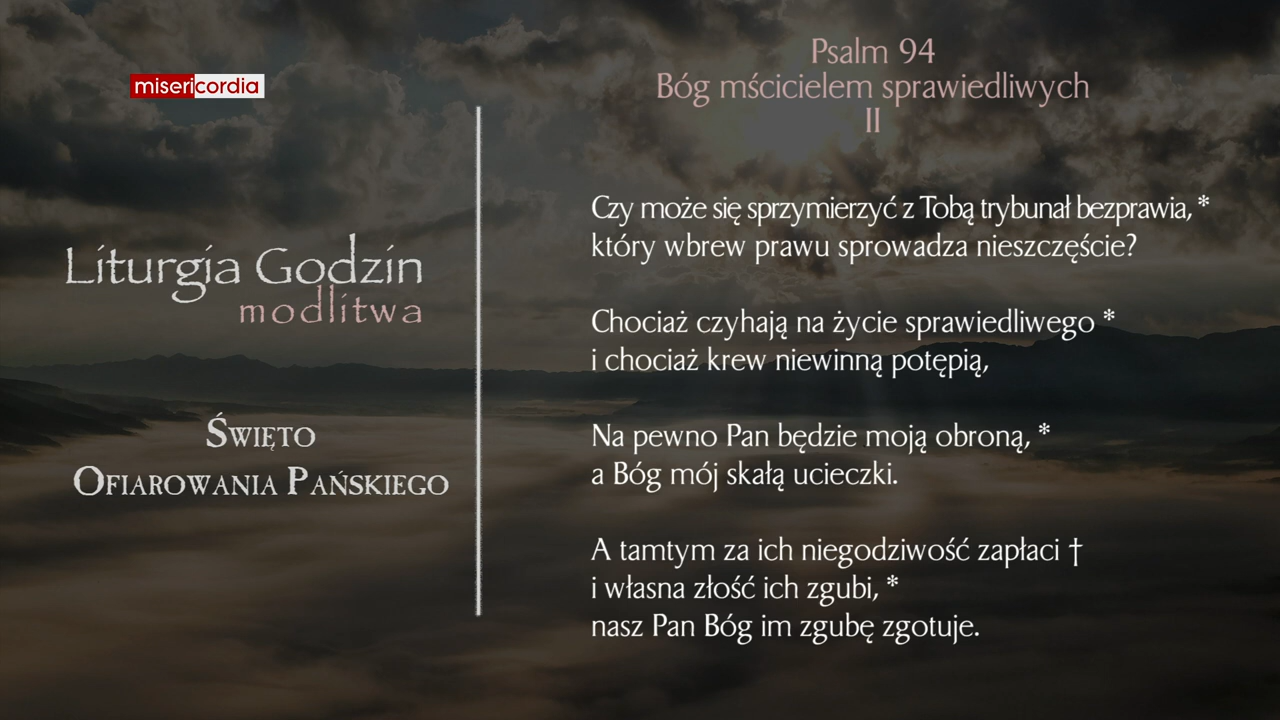 misericordia
Liturgia Godzin
modlitwa
Święto
Ofiarowania Pańskiego
Psalm 94
Bóg mścicielem sprawiedliwych
II
Czy może się sprzymierzyć z Tobą trybunał bezprawia, *
który wbrew prawu sprowadza nieszczęście?
Chociaż czyhają na życie sprawiedliwego *
i chociaż krew niewinną potępią,
Na pewno Pan będzie moją obroną, *
a Bóg mój skałą ucieczki.
A tamtym za ich niegodziwość zapłaci †
i własna złość ich zgubi, *
nasz Pan Bóg im zgubę zgotuje.